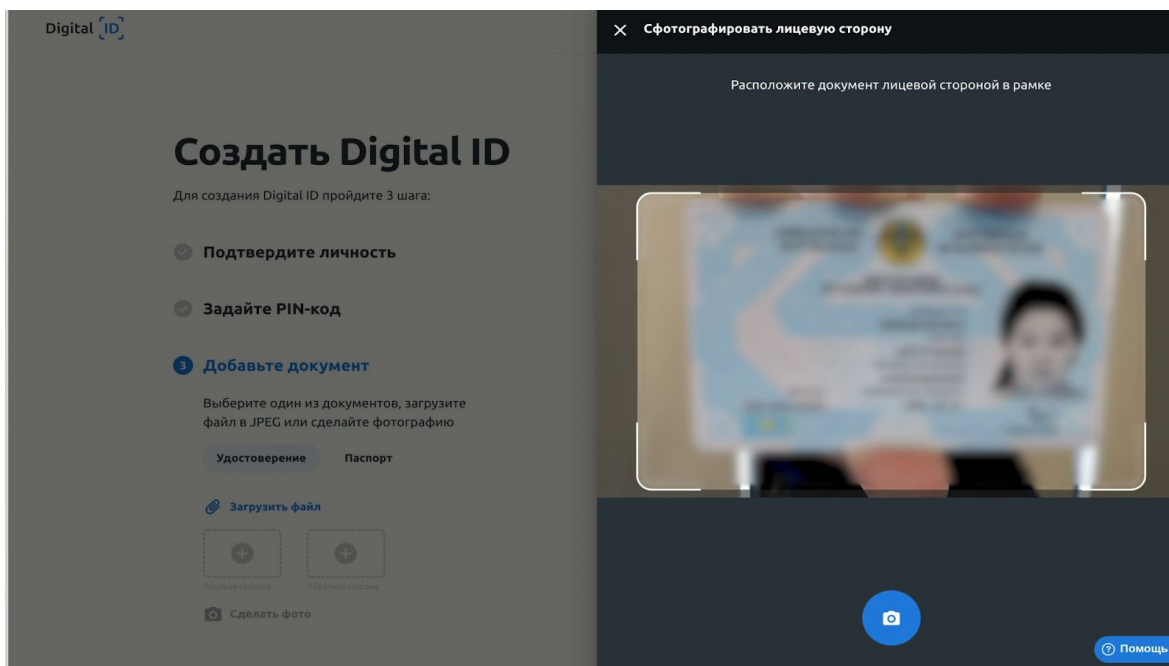 Digital [ID]
Создать Digital ID
Для создания Digital ID пройдите 3 шага:
Подтвердите личность
Задайте PIN-код
3 Добавьте документ
Выберите один из документов, загрузите
файл в JPEG или сделайте фотографию
Удостоверение Паспорт
Загрузить файл
Лицевая сторона Обратная сторона
Сделать фото
Сфотографировать лицевую сторону
Расположите документ лицевой стороной в рамке
Помощь